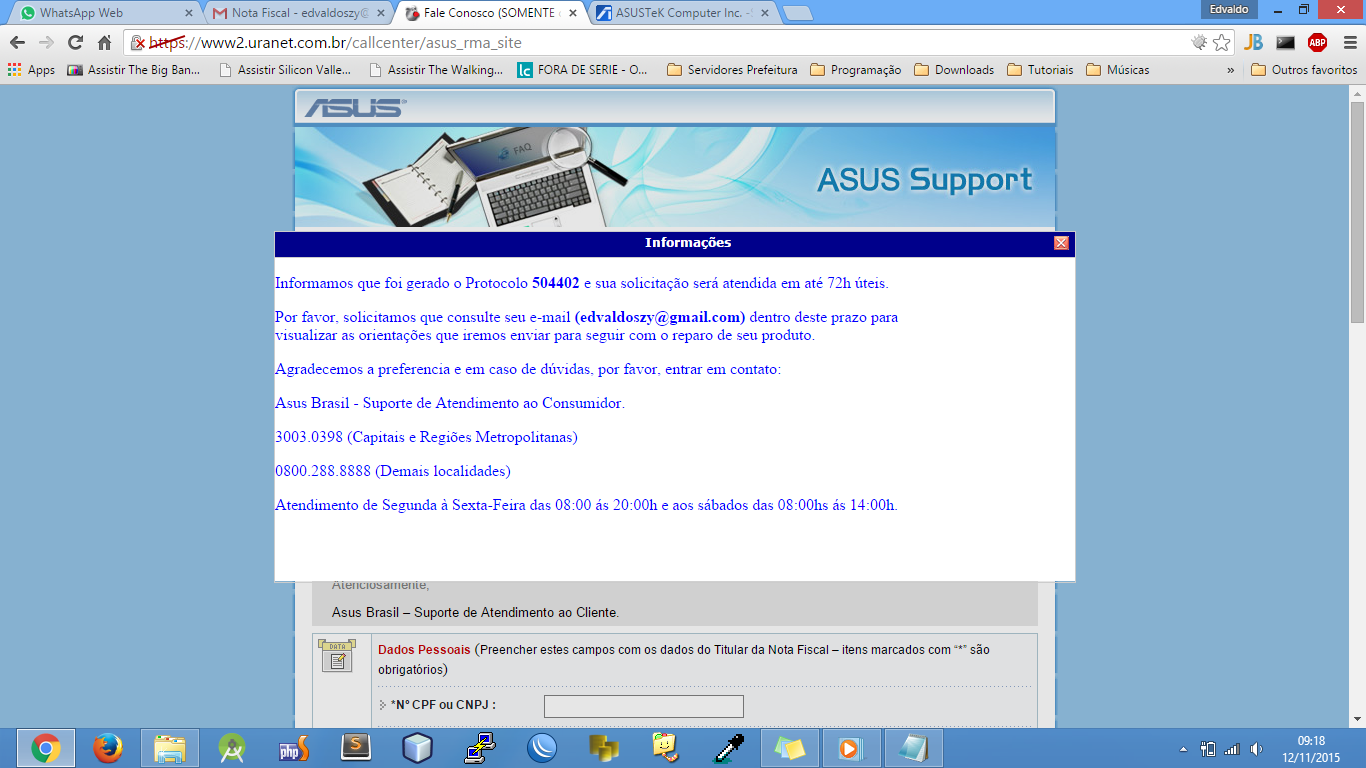 WhatsApp Web
Nota Fiscal - edvaldoszy@
Fale Conosco (SOMENTE
ASUSTeK Computer Inc. -
Edvaldo
https://www2.uranet.com.br/callcenter/asus_rma_site
JB
ABP
Apps
Assistir The Big Ban...
Assistir Silicon Valle...
Assistir The Walking...
lc
FORA DE SERIE - O...
Servidores Prefeitura
Programação
Downloads
Tutoriais
Músicas
»
Outros favoritos
ASUS
FAQ
ASUS Support
Informações
Informamos que foi gerado o Protocolo 504402 e sua solicitação será atendida em até 72h úteis.
Por favor, solicitamos que consulte seu e-mail (edvaldoszy@gmail.com) dentro deste prazo para
visualizar as orientações que iremos enviar para seguir com o reparo de seu produto.
Agradecemos a preferencia e em caso de dúvidas, por favor, entrar em contato:
Asus Brasil - Suporte de Atendimento ao Consumidor.
3003.0398 (Capitais e Regiões Metropolitanas)
0800.288.8888 (Demais localidades)
Atendimento de Segunda à Sexta-Feira das 08:00 ás 20:00h e aos sábados das 08:00hs ás 14:00h.
Atenciosamente,
Asus Brasil – Suporte de Atendimento ao Cliente.
DATA
Dados Pessoais (Preencher estes campos com os dados do Titular da Nota Fiscal – itens marcados com “*” são
obrigatórios)
*Nº CPF ou CNPJ :
php
S
09:18
12/11/2015